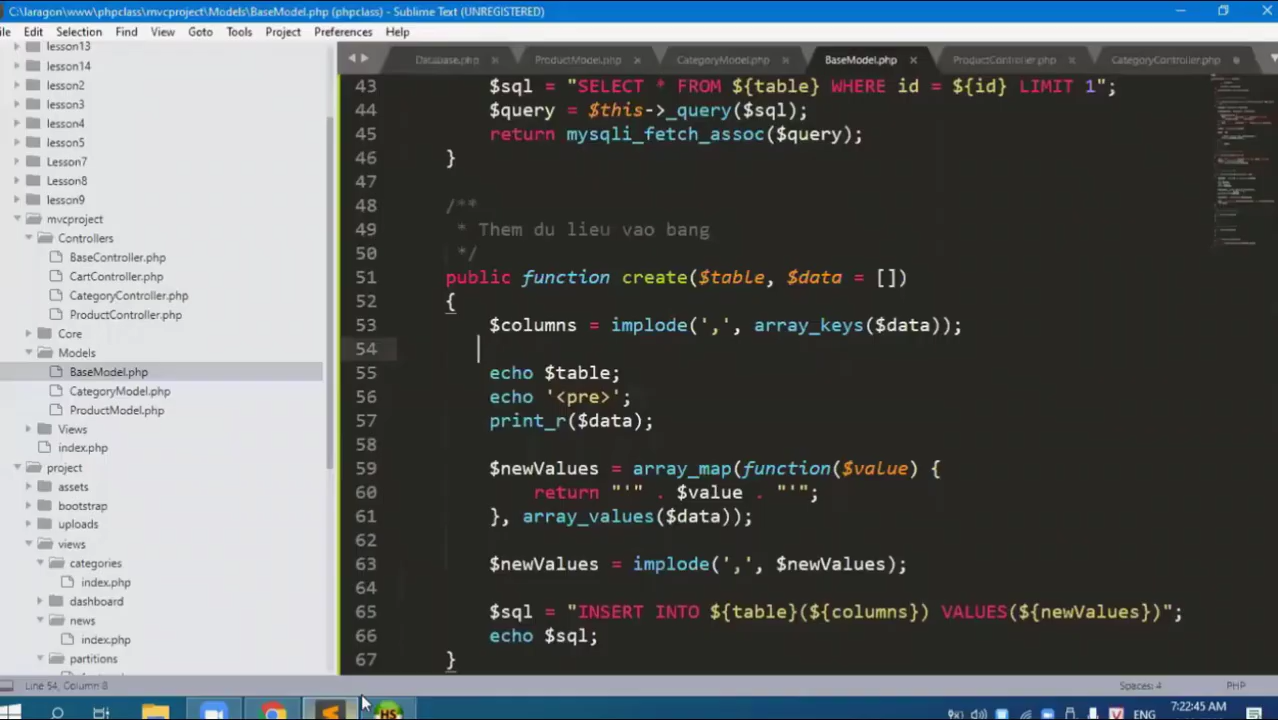 C:\laragon\www\phpclass\mvcproject\Models\BaseModel.php (phpclass) - Sublime Text (UNREGISTERED)
Edit Selection Find View Goto Tools Project Preferences Help
lesson13
lesson14
lesson2
lesson3
lesson4
lesson5
Lesson7
Lesson8
lesson9
mvcproject
Controllers
BaseController.php
CartController.php
CategoryController.php
ProductController.php
Core
Models
BaseModel.php
CategoryModel.php
ProductModel.php
Views
index.php
project
assets
bootstrap
uploads
views
categories
index.php
dashboard
news
index.php
partitions
Database.php ProductModel.php CategoryModel.php BaseModel.php ProductController.php CategoryController.php
43 $sql = "SELECT * FROM ${table} WHERE id = ${id} LIMIT 1";
44 $query = $this->_query($sql);
45 return mysqli_fetch_assoc($query);
46 }
47
48 /**
49 * Them du lieu vao bang
50 */
51 public function create($table, $data = [])
52 {
53 $columns = implode(',', array_keys($data));
54
55 echo $table;
56 echo '<pre>';
57 print_r($data);
58
59 $newValues = array_map(function($value) {
60 return "'" . $value . "'";
61 }, array_values($data));
62
63 $newValues = implode(',', $newValues);
64
65 $sql = "INSERT INTO ${table}(${columns}) VALUES(${newValues})";
66 echo $sql;
67 }
Line 54, Column 8 Spaces: 4 PHP
HS V ENG 7:22:45 AM